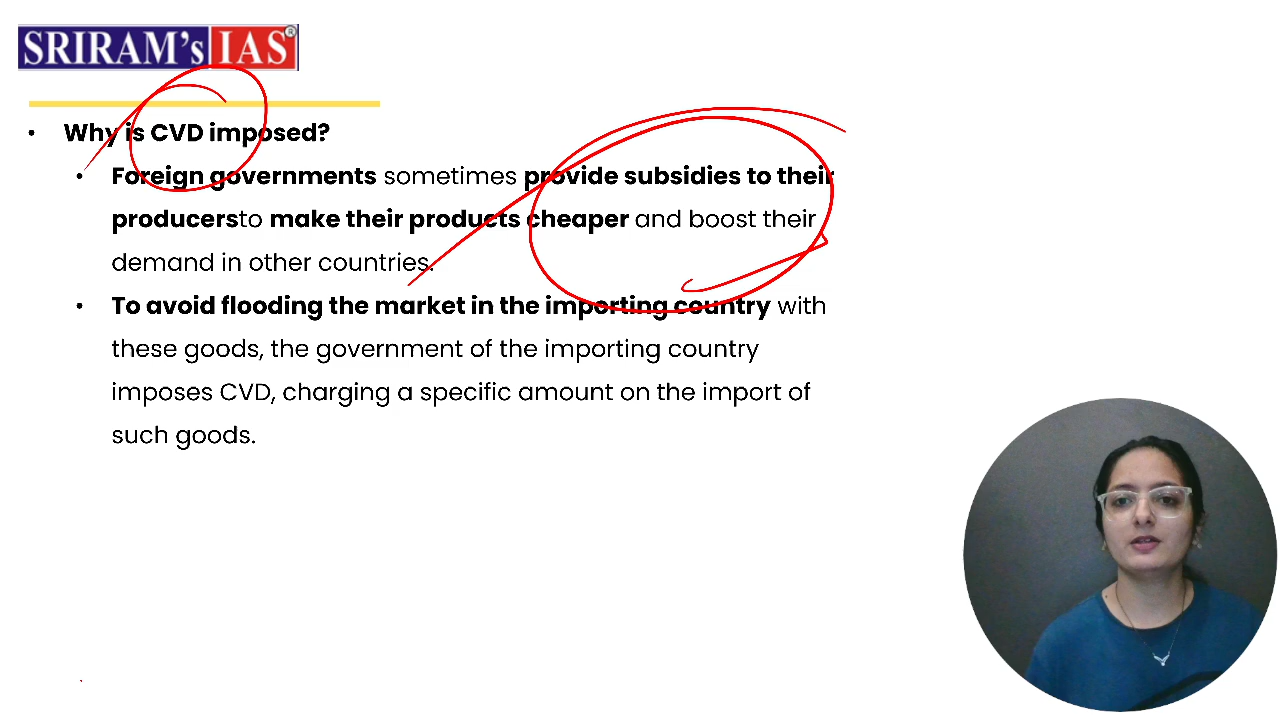 SRIRAM's IAS®
• Why is CVD imposed?
• Foreign governments sometimes provide subsidies to their
producersto make their products cheaper and boost their
demand in other countries.
• To avoid flooding the market in the importing country with
these goods, the government of the importing country
imposes CVD, charging a specific amount on the import of
such goods.